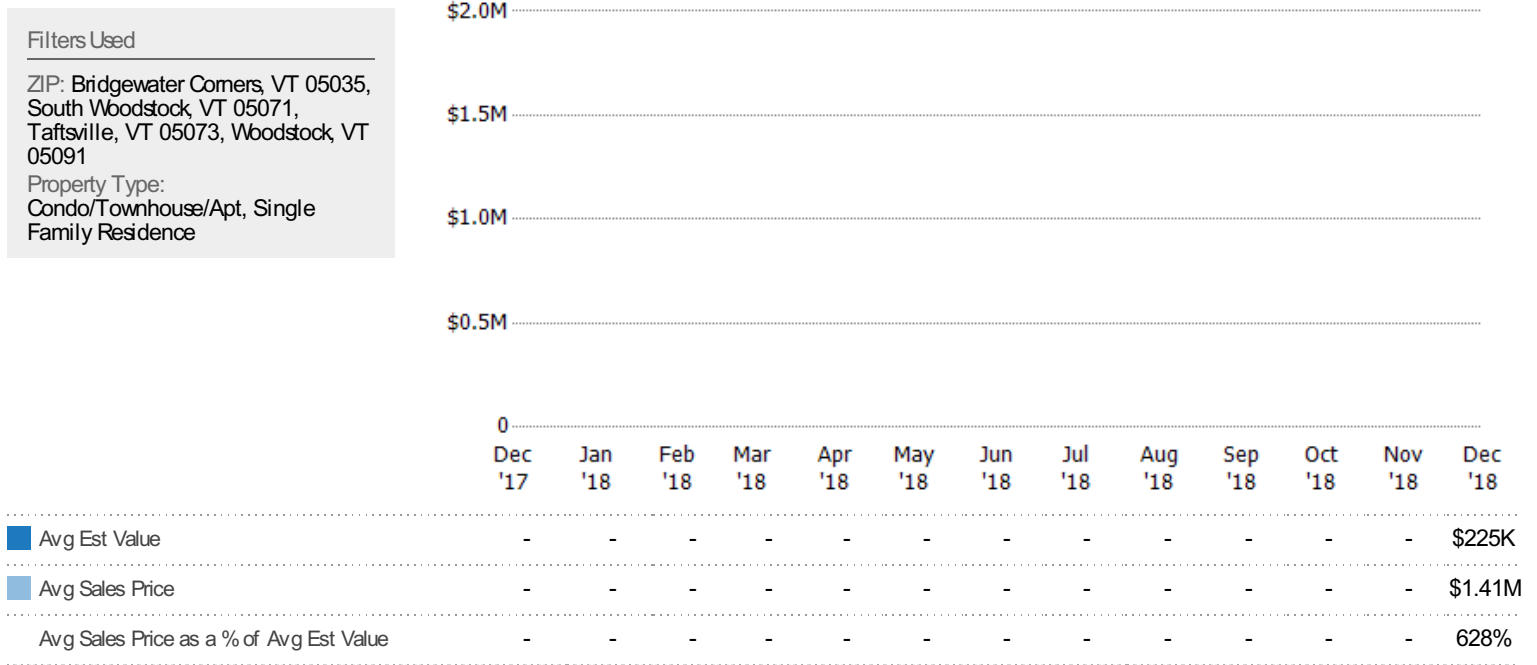 Filters Used
ZIP: Bridgewater Corners, VT 05035,
South Woodstock, VT 05071,
Taftsville, VT 05073, Woodstock, VT
05091
Property Type:
Condo/Townhouse/Apt, Single
Family Residence
$2.0M
$1.5M
$1.0M
$0.5M
0
Dec Jan Feb Mar Apr May Jun Jul Aug Sep Oct Nov Dec
'17 '18 '18 '18 '18 '18 '18 '18 '18 '18 '18 '18 '18
Avg Est Value - - - - - - - - - - - - $225K
Avg Sales Price - - - - - - - - - - - - $1.41M
Avg Sales Price as a % of Avg Est Value - - - - - - - - - - - - 628%